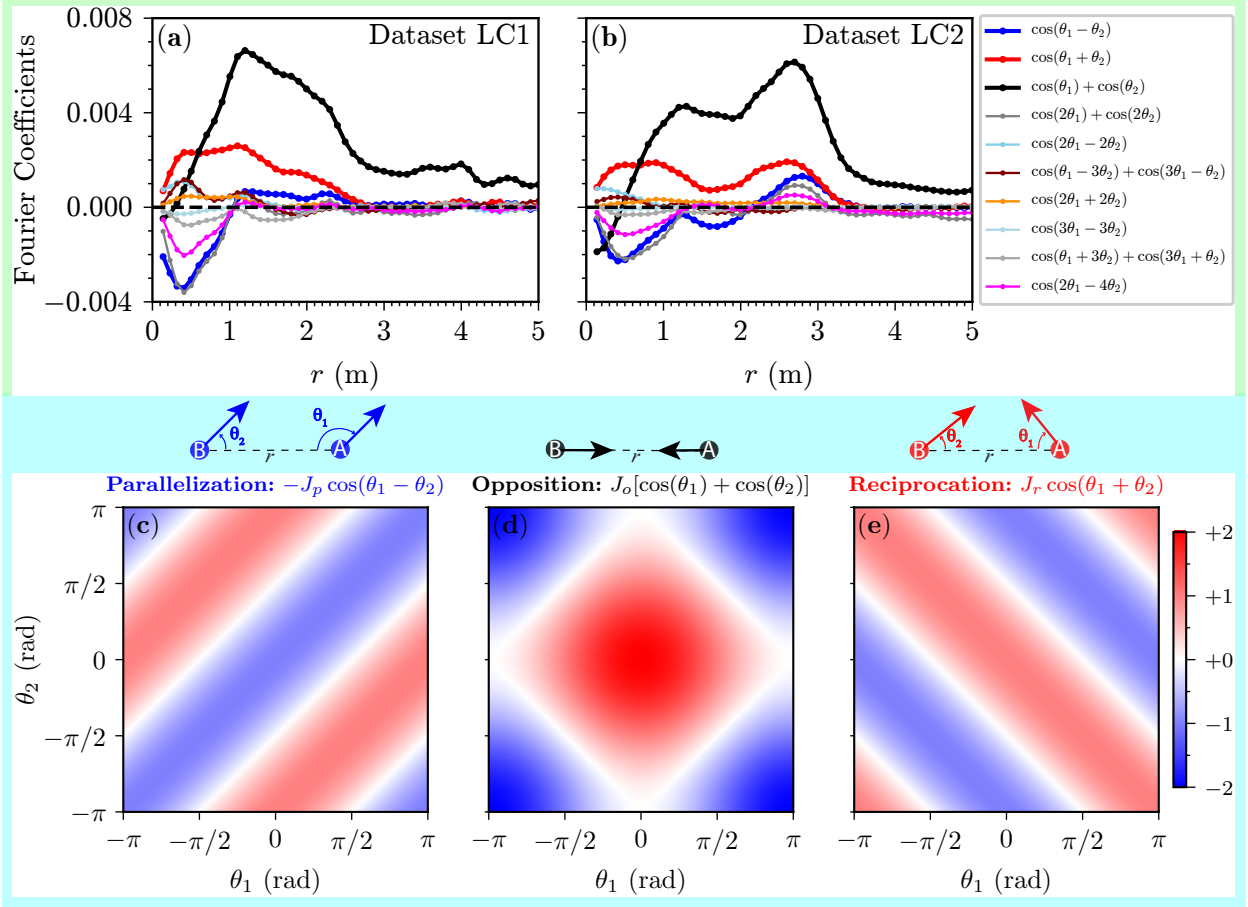 (a) Dataset LC1
(b) Dataset LC2
Fourier Coefficients
0.008
0.004
0.000
−0.004
0 1 2 3 4 5
0 1 2 3 4 5
r (m)
r (m)
cos(θ₁ − θ₂)
cos(θ₁ + θ₂)
cos(θ₁) + cos(θ₂)
cos(2θ₁) + cos(2θ₂)
cos(2θ₁ − 2θ₂)
cos(θ₁ − 3θ₂) + cos(3θ₁ − θ₂)
cos(2θ₁ + 2θ₂)
cos(3θ₁ − 3θ₂)
cos(θ₁ + 3θ₂) + cos(3θ₁ + θ₂)
cos(2θ₁ − 4θ₂)
B θ₂ r θ₁ A
B r A
B θ₂ r θ₁ A
Parallelization: −Jₚ cos(θ₁ − θ₂)
Opposition: Jₒ[cos(θ₁) + cos(θ₂)]
Reciprocation: Jᵣ cos(θ₁ + θ₂)
(c)
(d)
(e)
θ₂ (rad)
π
π/2
0
−π/2
−π
−π −π/2 0 π/2 π
−π −π/2 0 π/2 π
−π −π/2 0 π/2 π
θ₁ (rad)
θ₁ (rad)
θ₁ (rad)
+2
+1
+0
−1
−2